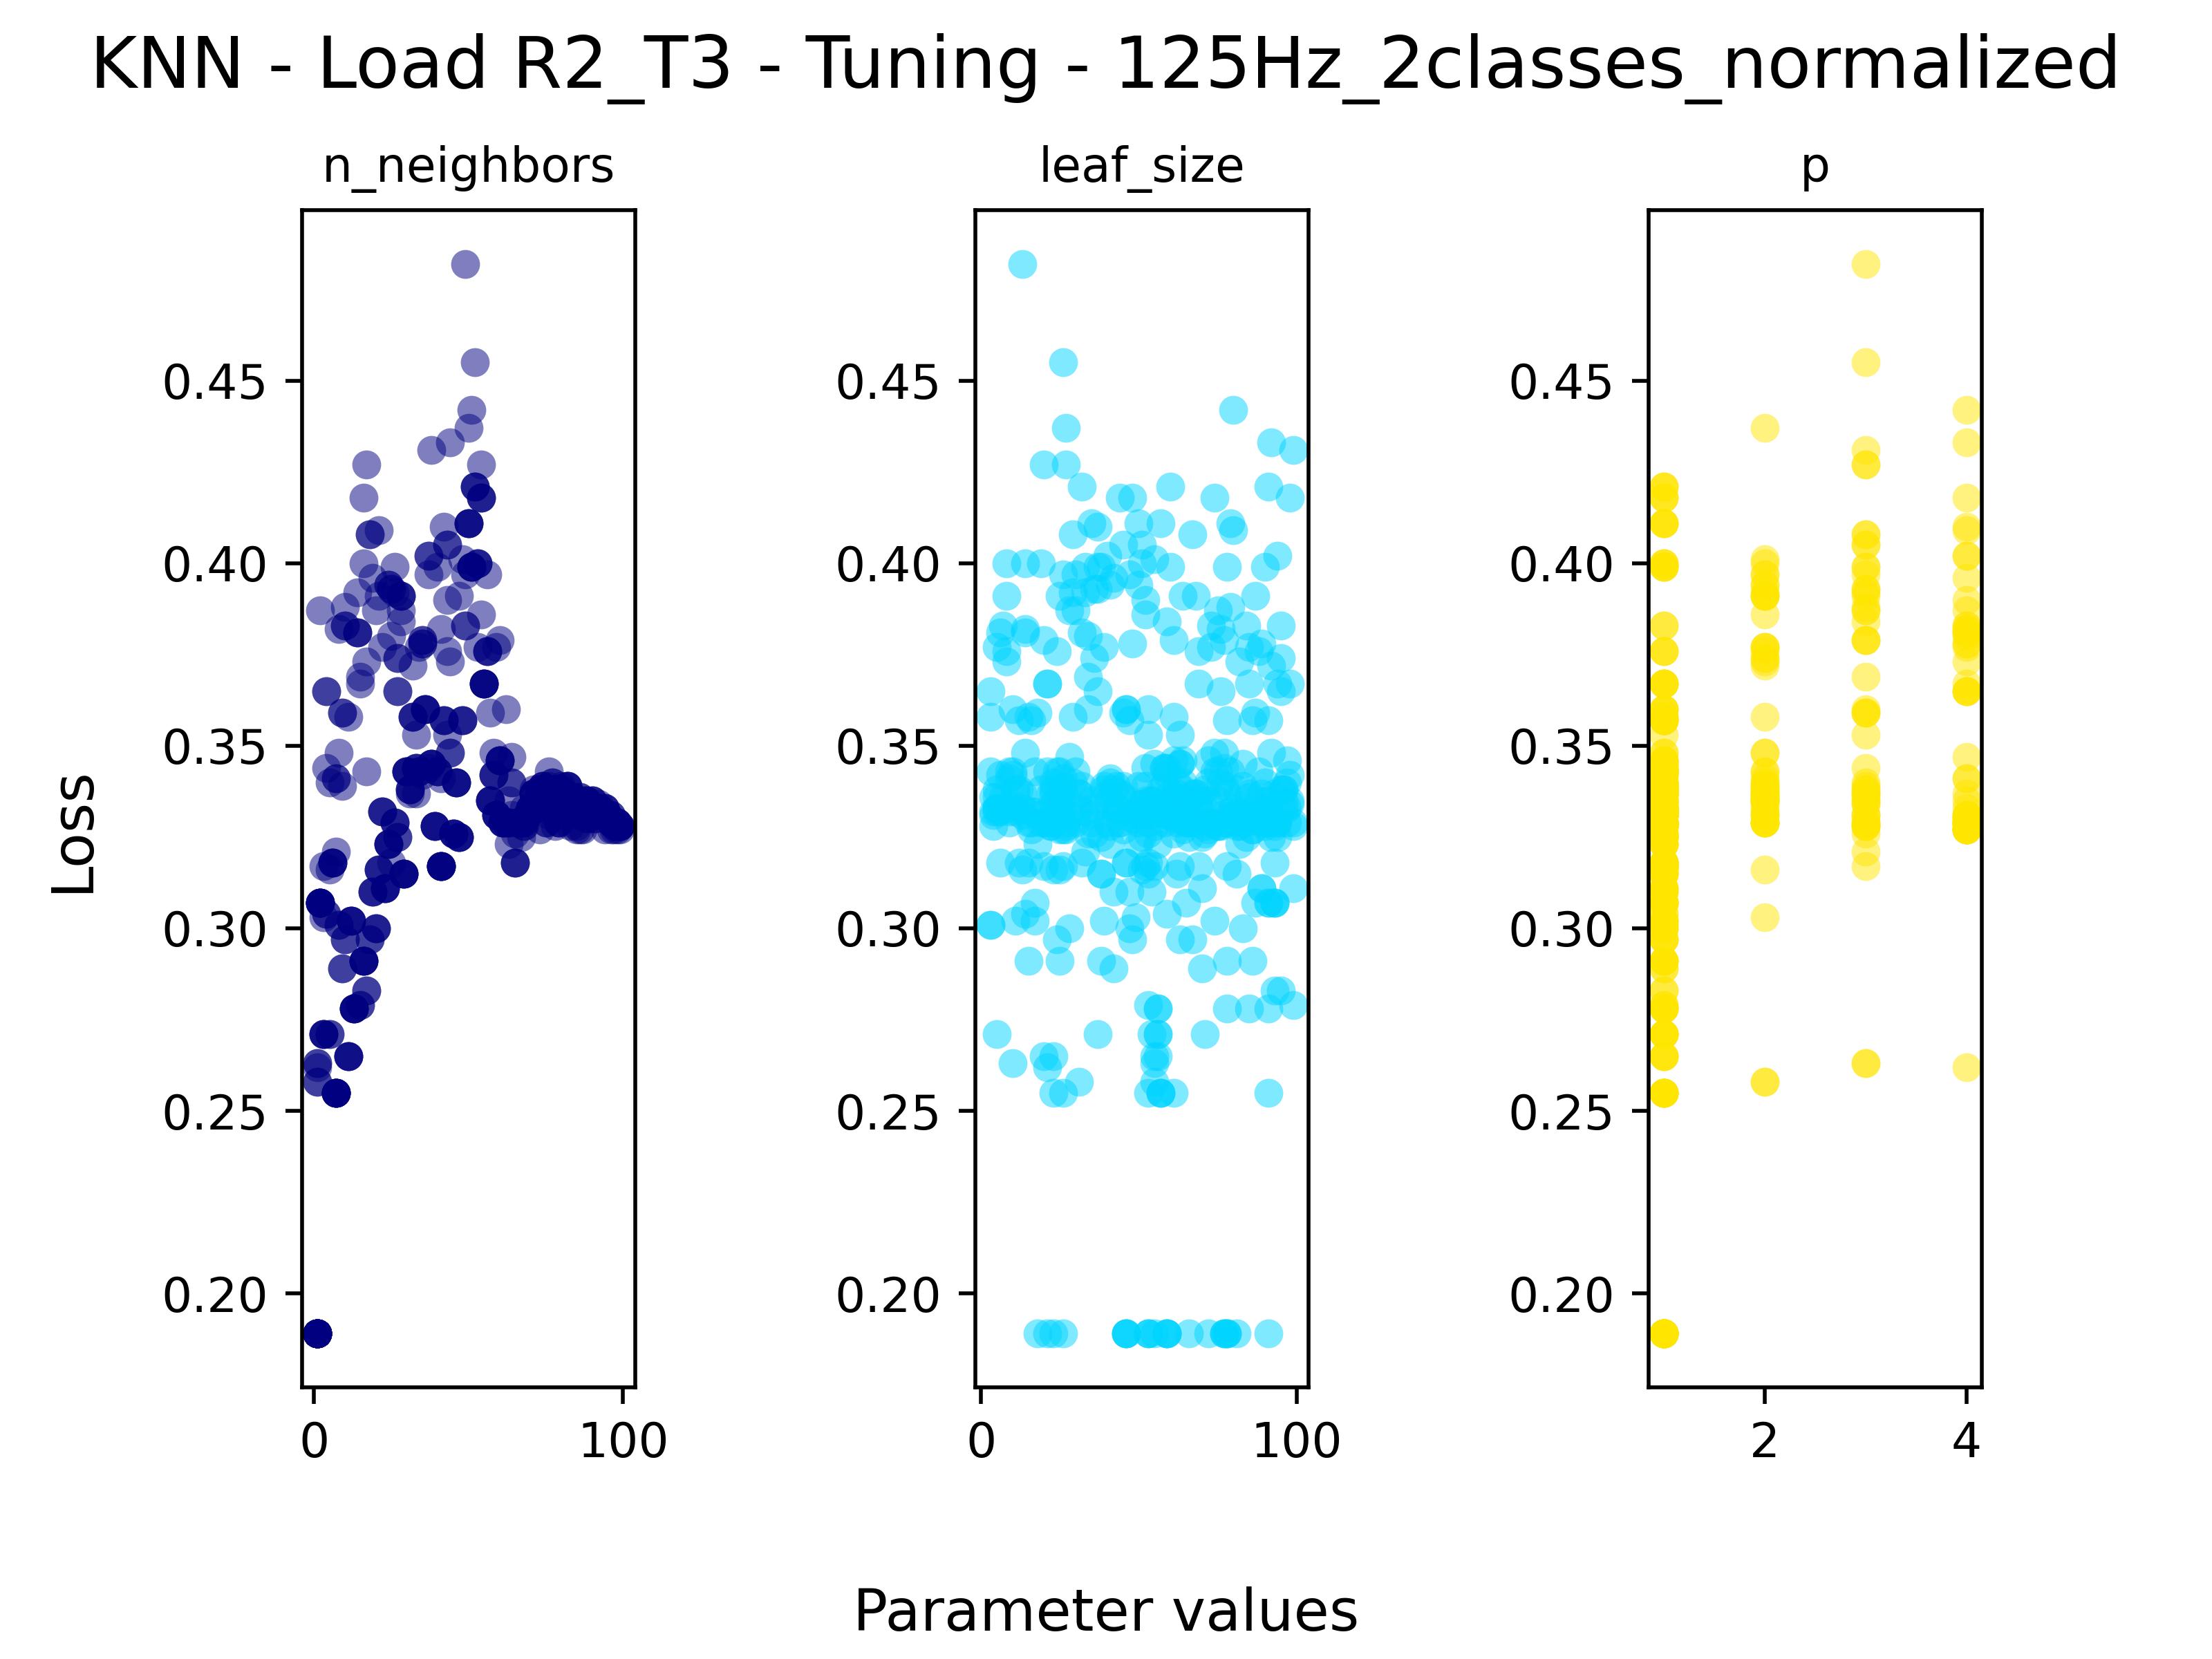 KNN - Load R2_T3 - Tuning - 125Hz_2classes_normalized
n_neighbors leaf_size p
0.45 0.45 0.45
0.40 0.40 0.40
0.35 0.35 0.35
Loss
0.30 0.30 0.30
0.25 0.25 0.25
0.20 0.20 0.20
0 100 0 100 2 4
Parameter values